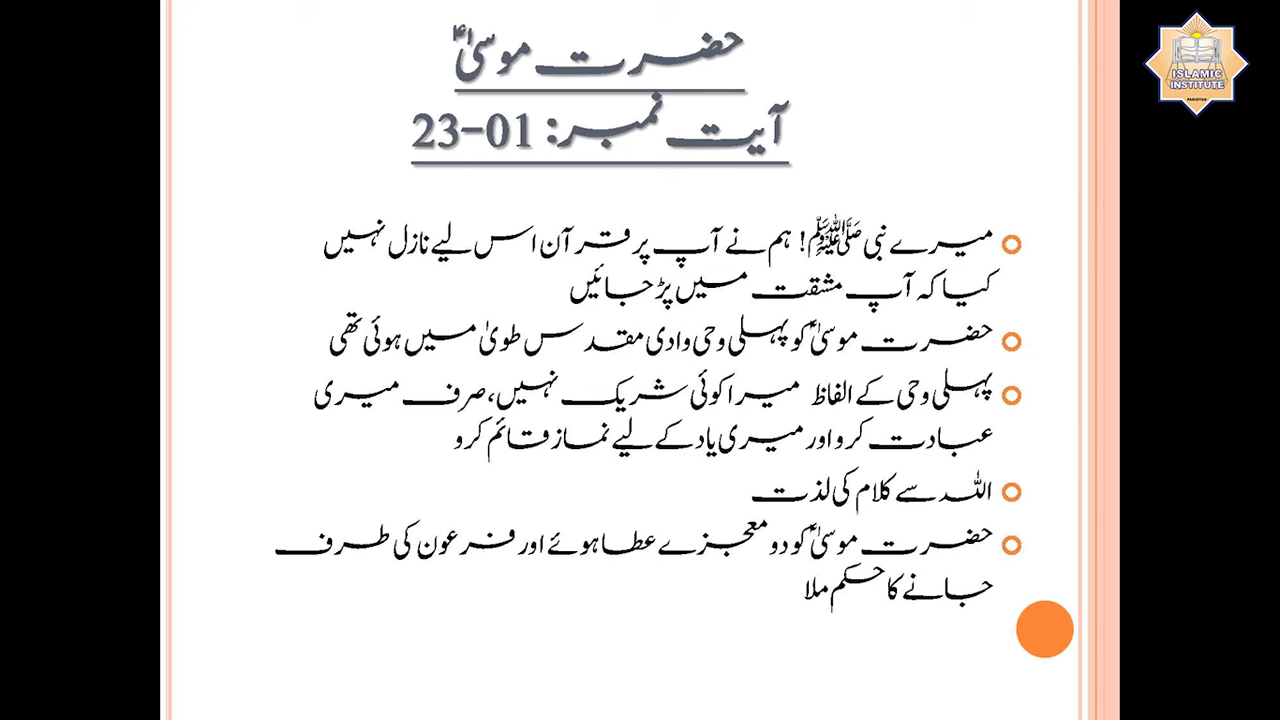 حضرت موسیٰؑ
آیت نمبر: 01-23
میرے نبی ﷺ! ہم نے آپ پر قرآن اس لیے نازل نہیں
کیا کہ آپ مشقت میں پڑ جائیں
حضرت موسیٰؑ کو پہلی وحی وادی مقدس طویٰ میں ہوئی تھی
پہلی وحی کے الفاظ میرا کوئی شریک نہیں، صرف میری
عبادت کرو اور میری یاد کے لیے نماز قائم کرو
اللہ سے کلام کی لذت
حضرت موسیٰؑ کو دو معجزے عطا ہوئے اور فرعون کی طرف
جانے کا حکم ملا
ISLAMIC
INSTITUTE
PAKISTAN